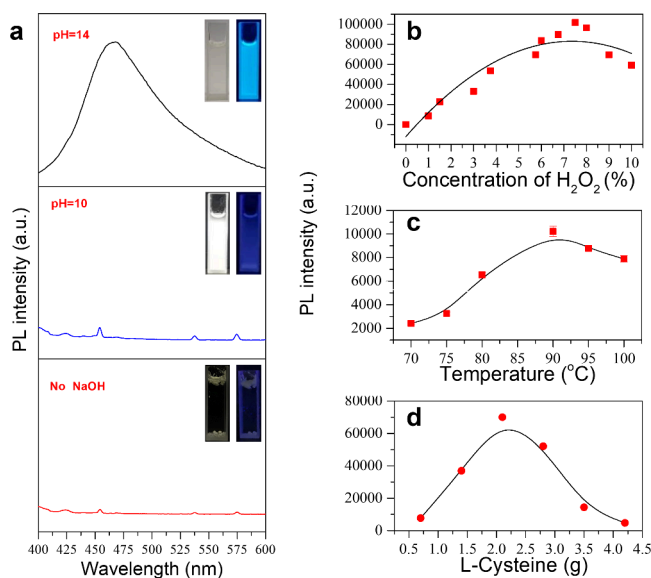 a
pH=14
pH=10
No NaOH
PL intensity (a.u.)
400 425 450 475 500 525 550 575 600
Wavelength (nm)
PL intensity (a.u.)
b
100000
80000
60000
40000
20000
0
0 1 2 3 4 5 6 7 8 9 10
Concentration of H₂O₂ (%)
c
12000
10000
8000
6000
4000
2000
70 75 80 85 90 95 100
Temperature (°C)
d
80000
60000
40000
20000
0
0.5 1.0 1.5 2.0 2.5 3.0 3.5 4.0 4.5
L-Cysteine (g)